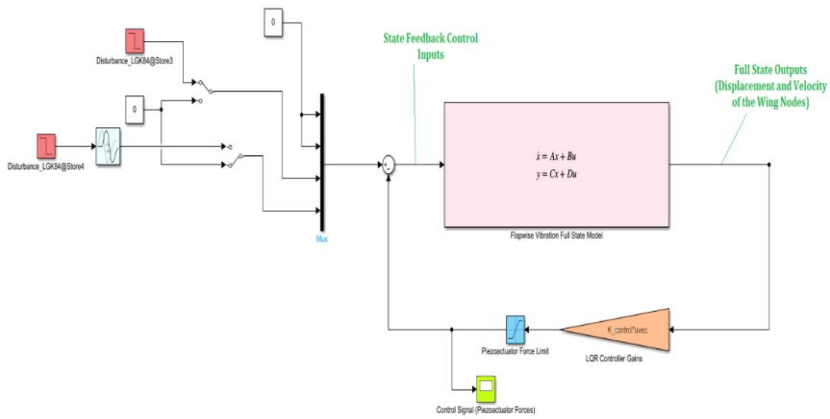 0
State Feedback Control
Inputs
Disturbance_LGK84@Store3
Full State Outputs
(Displacement and Velocity
of the Wing Nodes)
0
Disturbance_LGK84@Store4
ẋ = Ax + Bu
y = Cx + Du
Mux
Flapwise Vibration Full State Model
K_control*uvec
Piezoactuator Force Limit
LQR Controller Gains
Control Signal (Piezoactuator Forces)